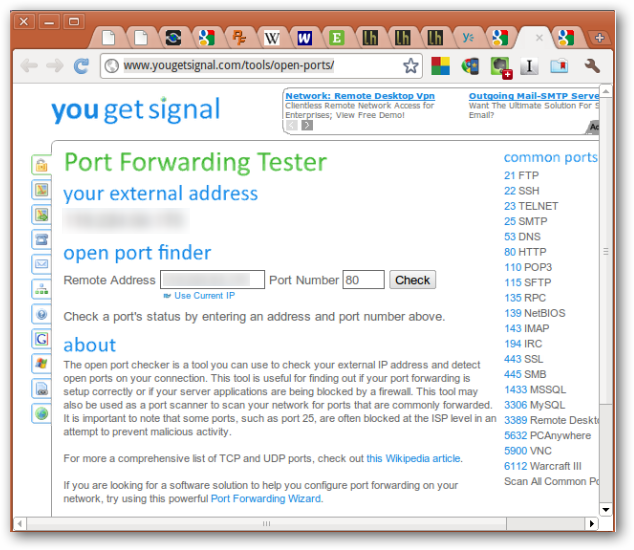 www.yougetsignal.com/tools/open-ports/
you get signal
Network: Remote Desktop Vpn
Clientless Remote Network Access for
Enterprises; View Free Demo!
Outgoing Mail-SMTP Serve
Want The Ultimate Solution For S
Email?
Port Forwarding Tester
your external address
open port finder
Remote Address Port Number 80 Check
Use Current IP
Check a port's status by entering an address and port number above.
about
The open port checker is a tool you can use to check your external IP address and detect
open ports on your connection. This tool is useful for finding out if your port forwarding is
setup correctly or if your server applications are being blocked by a firewall. This tool may
also be used as a port scanner to scan your network for ports that are commonly forwarded.
It is important to note that some ports, such as port 25, are often blocked at the ISP level in an
attempt to prevent malicious activity.
For more a comprehensive list of TCP and UDP ports, check out this Wikipedia article.
If you are looking for a software solution to help you configure port forwarding on your
network, try using this powerful Port Forwarding Wizard.
common ports
21 FTP
22 SSH
23 TELNET
25 SMTP
53 DNS
80 HTTP
110 POP3
115 SFTP
135 RPC
139 NetBIOS
143 IMAP
194 IRC
443 SSL
445 SMB
1433 MSSQL
3306 MySQL
3389 Remote Deskto
5632 PCAnywhere
5900 VNC
6112 Warcraft III
Scan All Common Po